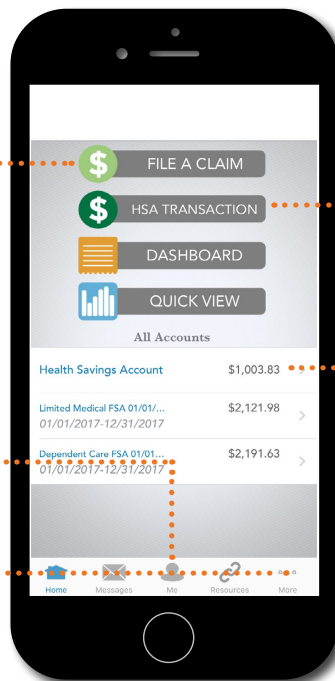 $ FILE A CLAIM
$ HSA TRANSACTION
DASHBOARD
QUICK VIEW
All Accounts
Health Savings Account $1,003.83
Limited Medical FSA 01/01/... $2,121.98
01/01/2017-12/31/2017
Dependent Care FSA 01/01... $2,191.63
01/01/2017-12/31/2017
Home Messages Me Resources More